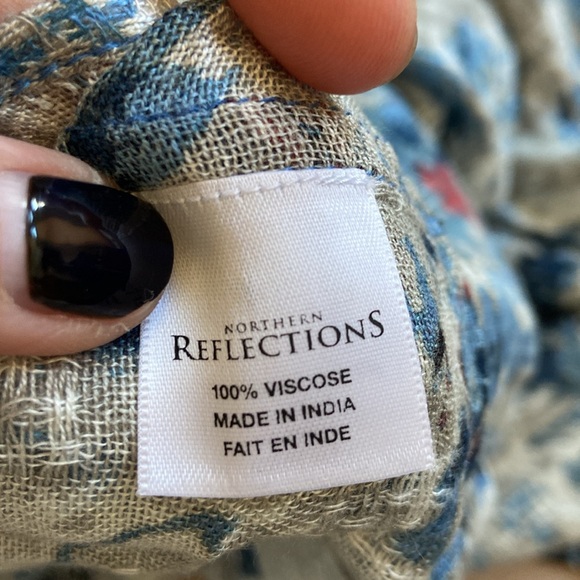 NORTHERN
REFLECTIONS
100% VISCOSE
MADE IN INDIA
FAIT EN INDE